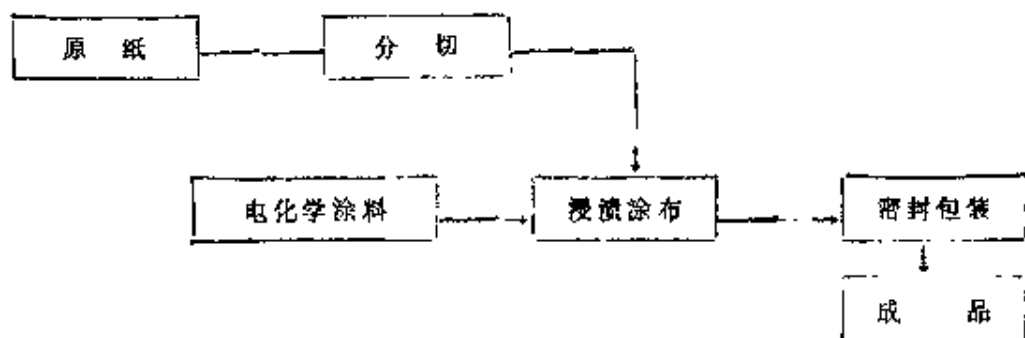 原 纸
分 切
电化学涂料
浸渍涂布
密封包装
成 品